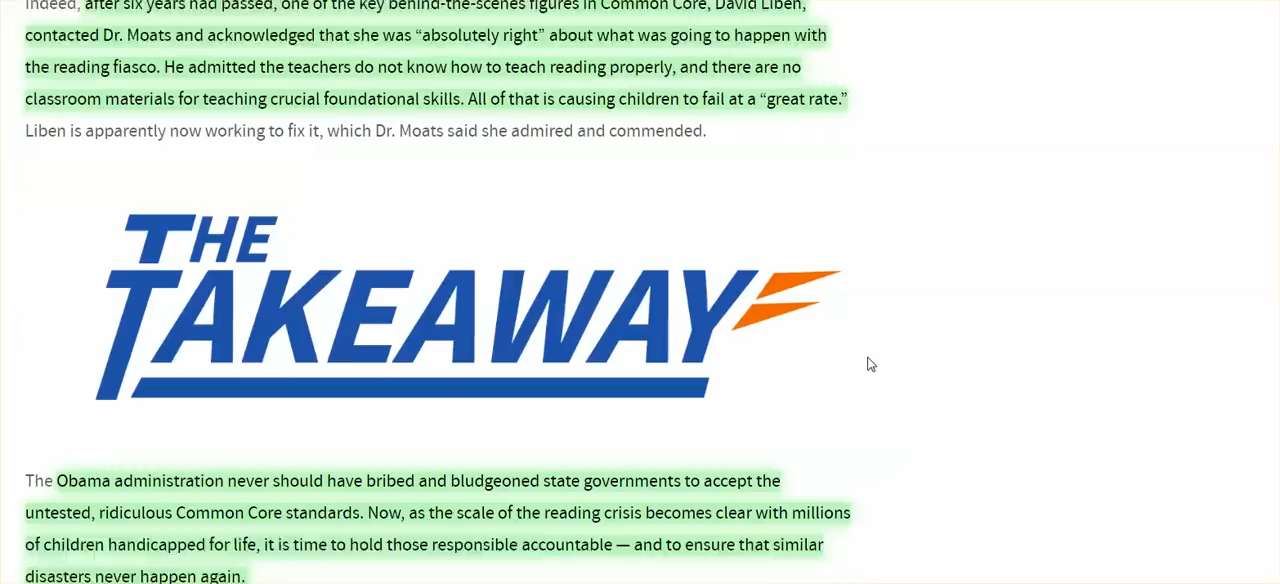 Indeed, after six years had passed, one of the key behind-the-scenes figures in Common Core, David Liben,
contacted Dr. Moats and acknowledged that she was “absolutely right” about what was going to happen with
the reading fiasco. He admitted the teachers do not know how to teach reading properly, and there are no
classroom materials for teaching crucial foundational skills. All of that is causing children to fail at a “great rate.”
Liben is apparently now working to fix it, which Dr. Moats said she admired and commended.
THE
TAKEAWAY
The Obama administration never should have bribed and bludgeoned state governments to accept the
untested, ridiculous Common Core standards. Now, as the scale of the reading crisis becomes clear with millions
of children handicapped for life, it is time to hold those responsible accountable — and to ensure that similar
disasters never happen again.